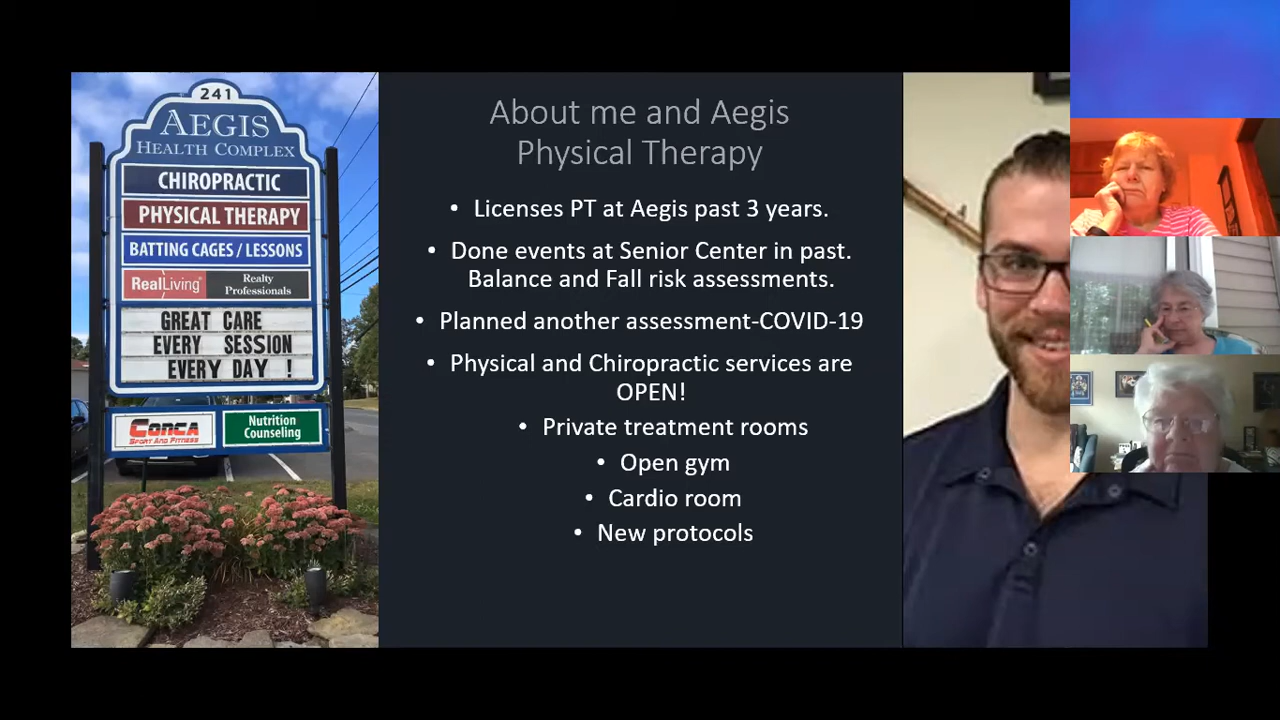 241
AEGIS
HEALTH COMPLEX
CHIROPRACTIC
PHYSICAL THERAPY
BATTING CAGES / LESSONS
RealLiving
Realty
Professionals
GREAT CARE
EVERY SESSION
EVERY DAY !
CONCA
SPORT AND FITNESS
Nutrition
Counseling
About me and Aegis
Physical Therapy
• Licenses PT at Aegis past 3 years.
• Done events at Senior Center in past.
Balance and Fall risk assessments.
• Planned another assessment-COVID-19
• Physical and Chiropractic services are
OPEN!
• Private treatment rooms
• Open gym
• Cardio room
• New protocols